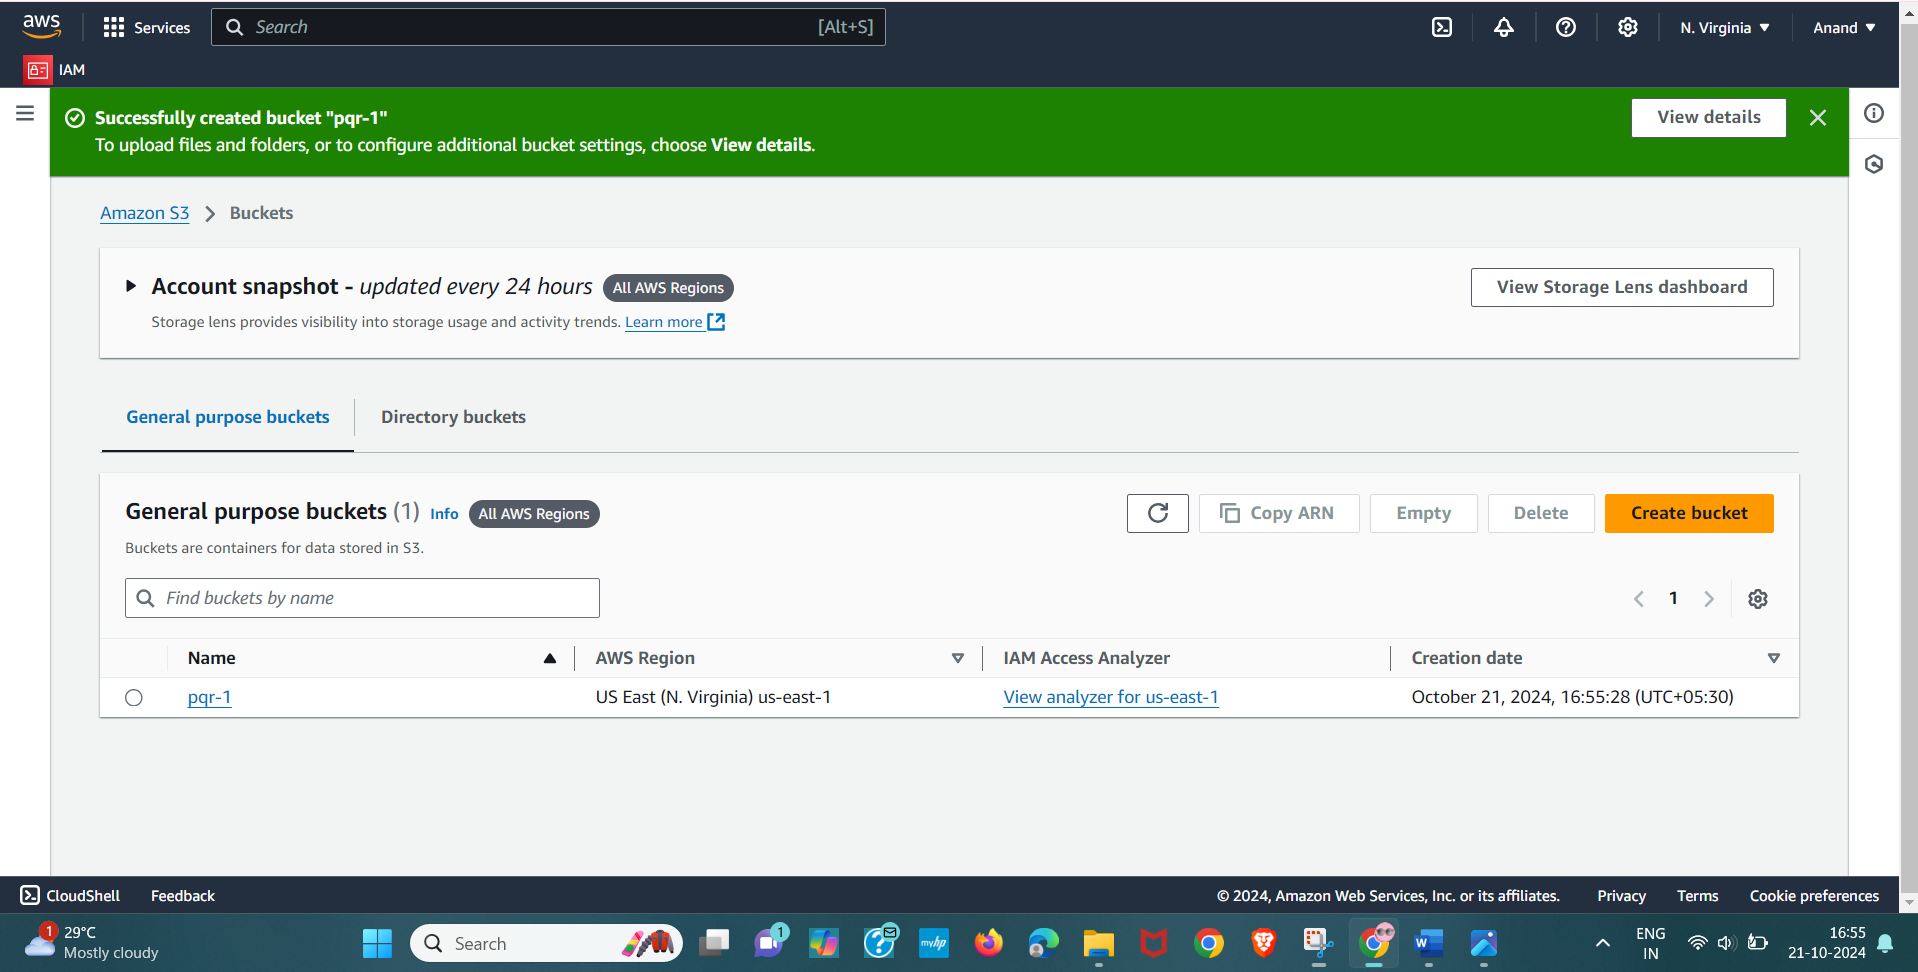 aws
Services
Search
[Alt+S]
N. Virginia
Anand
IAM
Successfully created bucket "pqr-1"
To upload files and folders, or to configure additional bucket settings, choose View details.
View details
Amazon S3
Buckets
Account snapshot - updated every 24 hours
All AWS Regions
View Storage Lens dashboard
Storage lens provides visibility into storage usage and activity trends. Learn more
General purpose buckets
Directory buckets
General purpose buckets (1)
Info
All AWS Regions
Copy ARN
Empty
Delete
Create bucket
Buckets are containers for data stored in S3.
Find buckets by name
1
Name
AWS Region
IAM Access Analyzer
Creation date
pqr-1
US East (N. Virginia) us-east-1
View analyzer for us-east-1
October 21, 2024, 16:55:28 (UTC+05:30)
CloudShell
Feedback
© 2024, Amazon Web Services, Inc. or its affiliates.
Privacy
Terms
Cookie preferences
1
29°C
Mostly cloudy
Search
1
myhp
W
ENG
IN
16:55
21-10-2024